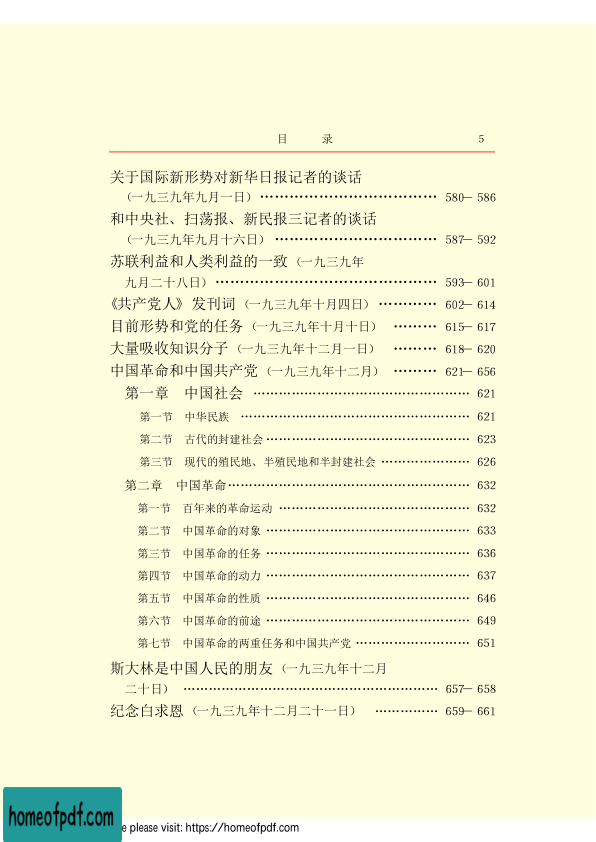 目 录 5
关于国际新形势对新华日报记者的谈话
（一九三九年九月一日）⋯⋯⋯⋯⋯⋯⋯⋯⋯⋯⋯ 580— 586
和中央社、扫荡报、新民报三记者的谈话
（一九三九年九月十六日）⋯⋯⋯⋯⋯⋯⋯⋯⋯⋯ 587— 592
苏联利益和人类利益的一致（一九三九年
九月二十八日）⋯⋯⋯⋯⋯⋯⋯⋯⋯⋯⋯⋯⋯ 593— 601
《共产党人》发刊词（一九三九年十月四日）⋯⋯⋯⋯ 602— 614
目前形势和党的任务（一九三九年十月十日） ⋯⋯⋯ 615— 617
大量吸收知识分子（一九三九年十二月一日） ⋯⋯⋯ 618— 620
中国革命和中国共产党（一九三九年十二月） ⋯⋯⋯ 621— 656
第一章 中国社会 ⋯⋯⋯⋯⋯⋯⋯⋯⋯⋯⋯⋯⋯ 621
第一节 中华民族 ⋯⋯⋯⋯⋯⋯⋯⋯⋯⋯⋯⋯⋯ 621
第二节 古代的封建社会⋯⋯⋯⋯⋯⋯⋯⋯⋯⋯⋯ 623
第三节 现代的殖民地、半殖民地和半封建社会 ⋯⋯⋯⋯⋯⋯ 626
第二章 中国革命⋯⋯⋯⋯⋯⋯⋯⋯⋯⋯⋯⋯⋯⋯ 632
第一节 百年来的革命运动 ⋯⋯⋯⋯⋯⋯⋯⋯⋯⋯ 632
第二节 中国革命的对象 ⋯⋯⋯⋯⋯⋯⋯⋯⋯⋯⋯ 633
第三节 中国革命的任务 ⋯⋯⋯⋯⋯⋯⋯⋯⋯⋯⋯ 636
第四节 中国革命的动力 ⋯⋯⋯⋯⋯⋯⋯⋯⋯⋯⋯ 637
第五节 中国革命的性质 ⋯⋯⋯⋯⋯⋯⋯⋯⋯⋯⋯ 646
第六节 中国革命的前途 ⋯⋯⋯⋯⋯⋯⋯⋯⋯⋯⋯ 649
第七节 中国革命的两重任务和中国共产党 ⋯⋯⋯⋯⋯⋯⋯ 651
斯大林是中国人民的朋友（一九三九年十二月
二十日） ⋯⋯⋯⋯⋯⋯⋯⋯⋯⋯⋯⋯⋯⋯⋯⋯ 657— 658
纪念白求恩（一九三九年十二月二十一日） ⋯⋯⋯⋯⋯ 659— 661
homeofpdf.com
please visit: https://homeofpdf.com